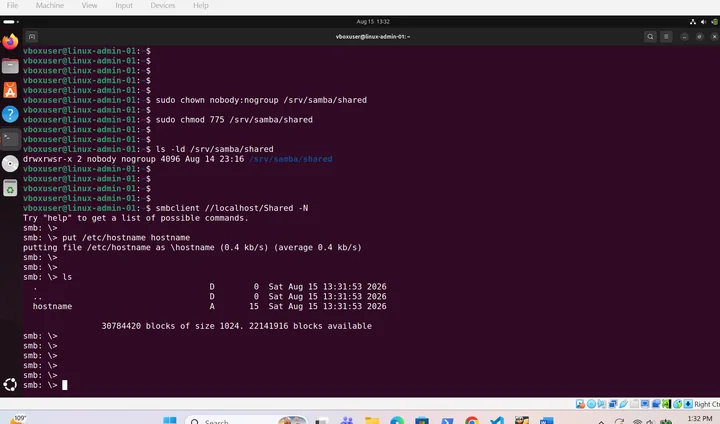 File Machine View Input Devices Help
Aug 15 13:32
vboxuser@linux-admin-01: ~
vboxuser@linux-admin-01:~$
vboxuser@linux-admin-01:~$
vboxuser@linux-admin-01:~$
vboxuser@linux-admin-01:~$
vboxuser@linux-admin-01:~$
vboxuser@linux-admin-01:~$ sudo chown nobody:nogroup /srv/samba/shared
vboxuser@linux-admin-01:~$
vboxuser@linux-admin-01:~$ sudo chmod 775 /srv/samba/shared
vboxuser@linux-admin-01:~$
vboxuser@linux-admin-01:~$
vboxuser@linux-admin-01:~$ ls -ld /srv/samba/shared
drwxrwsr-x 2 nobody nogroup 4096 Aug 14 23:16 /srv/samba/shared
vboxuser@linux-admin-01:~$
vboxuser@linux-admin-01:~$
vboxuser@linux-admin-01:~$
vboxuser@linux-admin-01:~$
vboxuser@linux-admin-01:~$ smbclient //localhost/Shared -N
Try "help" to get a list of possible commands.
smb: \>
smb: \> put /etc/hostname hostname
putting file /etc/hostname as \hostname (0.4 kb/s) (average 0.4 kb/s)
smb: \>
smb: \>
smb: \> ls
. D 0 Sat Aug 15 13:31:53 2026
.. D 0 Sat Aug 15 13:31:53 2026
hostname A 15 Sat Aug 15 13:31:53 2026
30784420 blocks of size 1024. 22141916 blocks available
smb: \>
smb: \>
smb: \>
smb: \>
smb: \>
smb: \>
Right Ctrl
109°
Search
1:32 PM